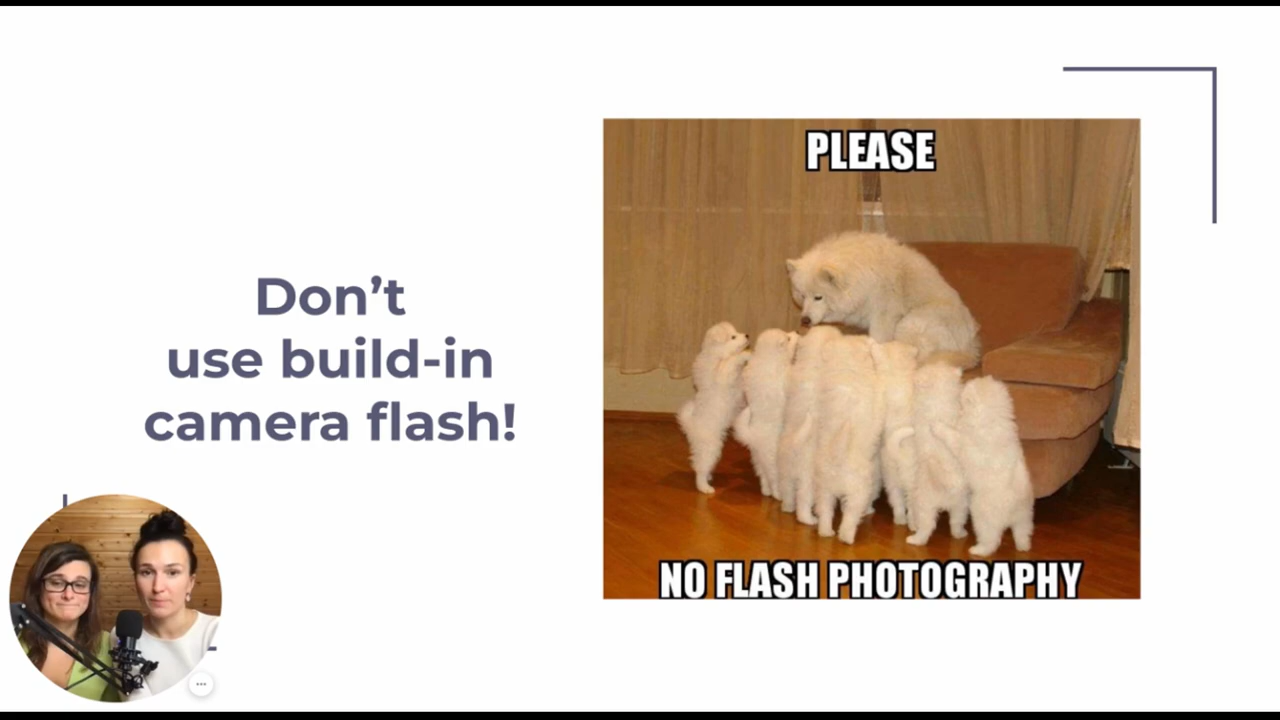 Don’t
use build-in
camera flash!
PLEASE
NO FLASH PHOTOGRAPHY